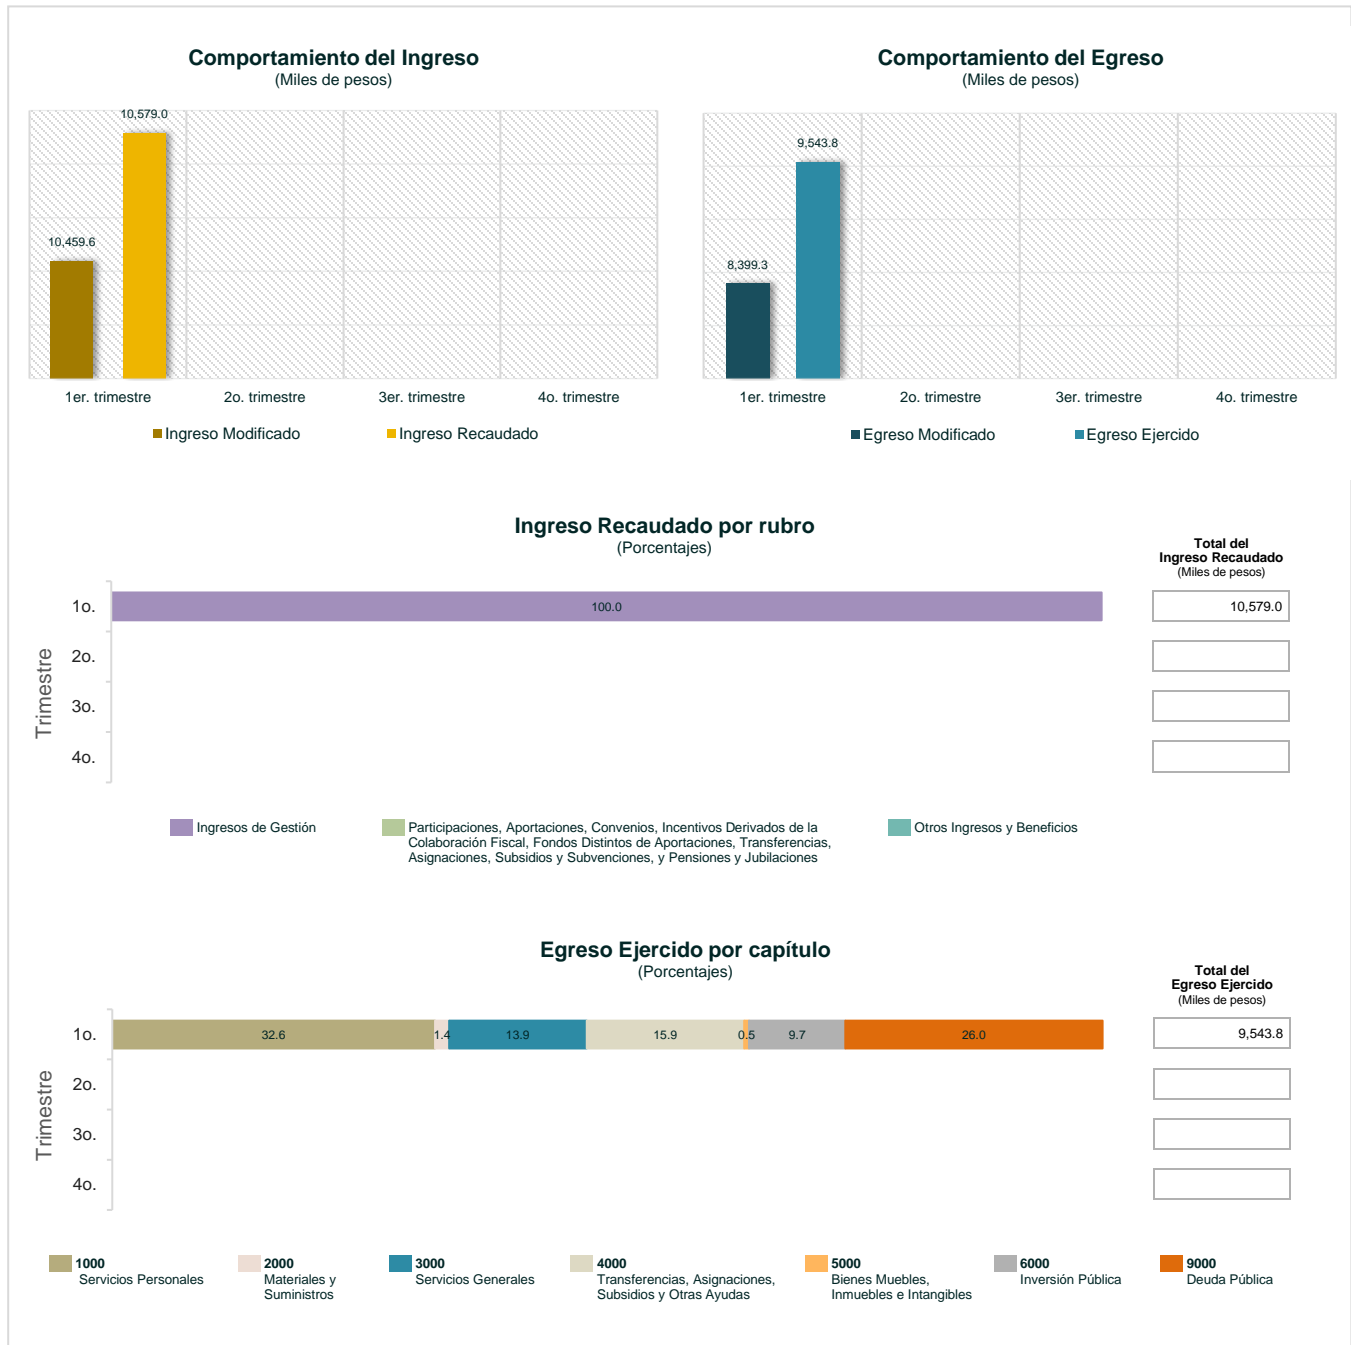 Comportamiento del Ingreso
(Miles de pesos)
10,579.0
10,459.6
1er. trimestre
2o. trimestre
3er. trimestre
4o. trimestre
Ingreso Modificado
Ingreso Recaudado
Comportamiento del Egreso
(Miles de pesos)
9,543.8
8,399.3
1er. trimestre
2o. trimestre
3er. trimestre
4o. trimestre
Egreso Modificado
Egreso Ejercido
Ingreso Recaudado por rubro
(Porcentajes)
Total del
Ingreso Recaudado
(Miles de pesos)
Trimestre
1o.
100.0
10,579.0
2o.
3o.
4o.
Ingresos de Gestión
Participaciones, Aportaciones, Convenios, Incentivos Derivados de la
Colaboración Fiscal, Fondos Distintos de Aportaciones, Transferencias,
Asignaciones, Subsidios y Subvenciones, y Pensiones y Jubilaciones
Otros Ingresos y Beneficios
Egreso Ejercido por capítulo
(Porcentajes)
Total del
Egreso Ejercido
(Miles de pesos)
Trimestre
1o.
32.6
1.4
13.9
15.9
0.5
9.7
26.0
9,543.8
2o.
3o.
4o.
1000
Servicios Personales
2000
Materiales y
Suministros
3000
Servicios Generales
4000
Transferencias, Asignaciones,
Subsidios y Otras Ayudas
5000
Bienes Muebles,
Inmuebles e Intangibles
6000
Inversión Pública
9000
Deuda Pública